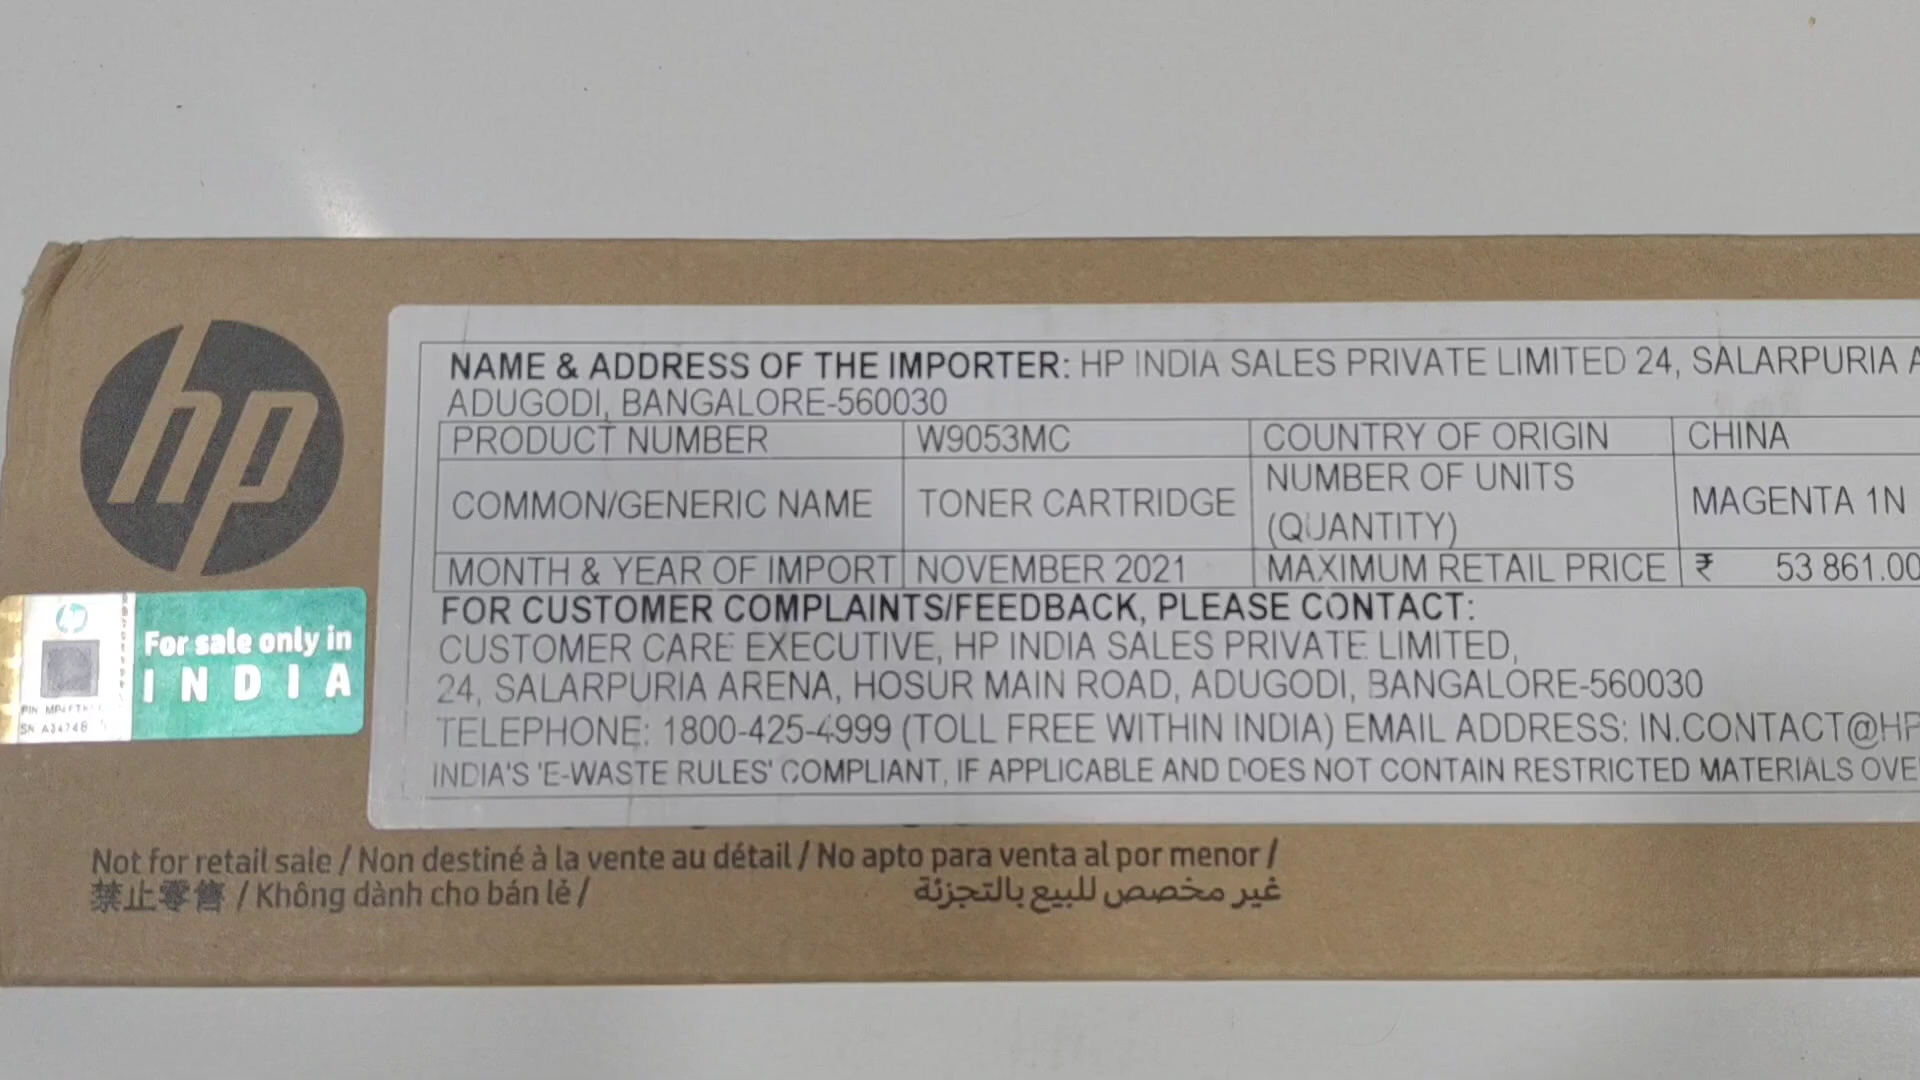 hp
NAME & ADDRESS OF THE IMPORTER: HP INDIA SALES PRIVATE LIMITED 24, SALARPURIA A
ADUGODI, BANGALORE-560030
PRODUCT NUMBER W9053MC COUNTRY OF ORIGIN CHINA
COMMON/GENERIC NAME TONER CARTRIDGE NUMBER OF UNITS (QUANTITY) MAGENTA 1N
MONTH & YEAR OF IMPORT NOVEMBER 2021 MAXIMUM RETAIL PRICE ₹ 53 861.00
FOR CUSTOMER COMPLAINTS/FEEDBACK, PLEASE CONTACT:
CUSTOMER CARE EXECUTIVE, HP INDIA SALES PRIVATE LIMITED,
24, SALARPURIA ARENA, HOSUR MAIN ROAD, ADUGODI, BANGALORE-560030
TELEPHONE: 1800-425-4999 (TOLL FREE WITHIN INDIA) EMAIL ADDRESS: IN.CONTACT@HP
INDIA'S 'E-WASTE RULES' COMPLIANT, IF APPLICABLE AND DOES NOT CONTAIN RESTRICTED MATERIALS OVE
hp
For sale only in
INDIA
Not for retail sale / Non destiné à la vente au détail / No apto para venta al por menor /
禁止零售 / Không dành cho bán lẻ / غير مخصص للبيع بالتجزئة